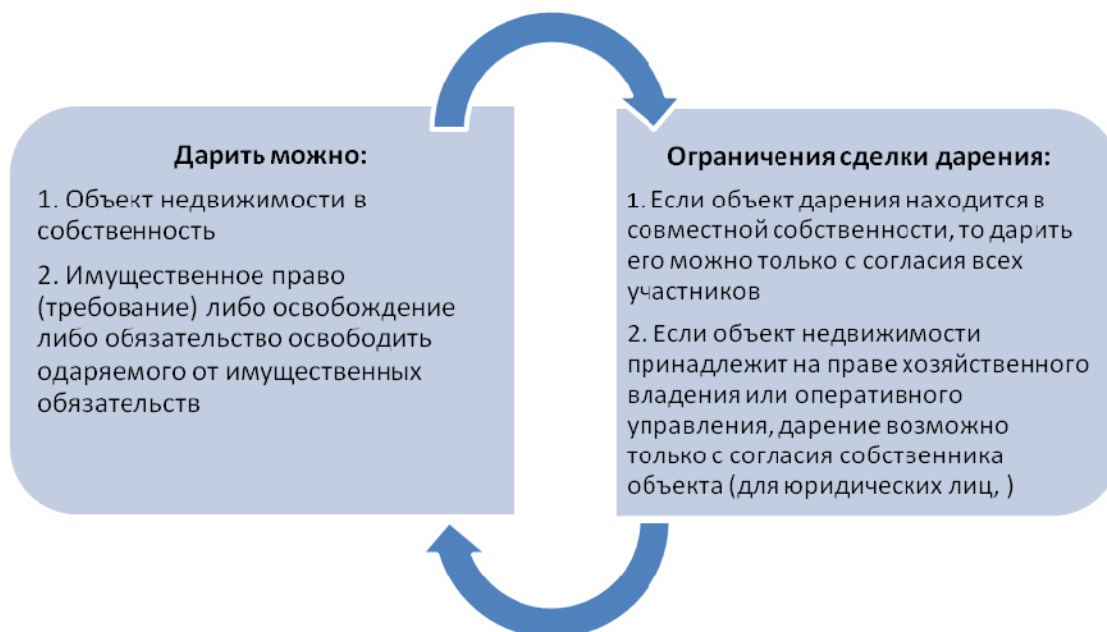 Дарить можно:
1. Объект недвижимости в
собственность
2. Имущественное право
(требование) либо освобождение
либо обязательство освободить
одаряемого от имущественных
обязательств
Ограничения сделки дарения:
1. Если объект дарения находится в
совместной собственности, то дарить
его можно только с согласия всех
участников
2. Если объект недвижимости
принадлежит на праве хозяйственного
владения или оперативного
управления, дарение возможно
только с согласия собственника
объекта (для юридических лиц, )